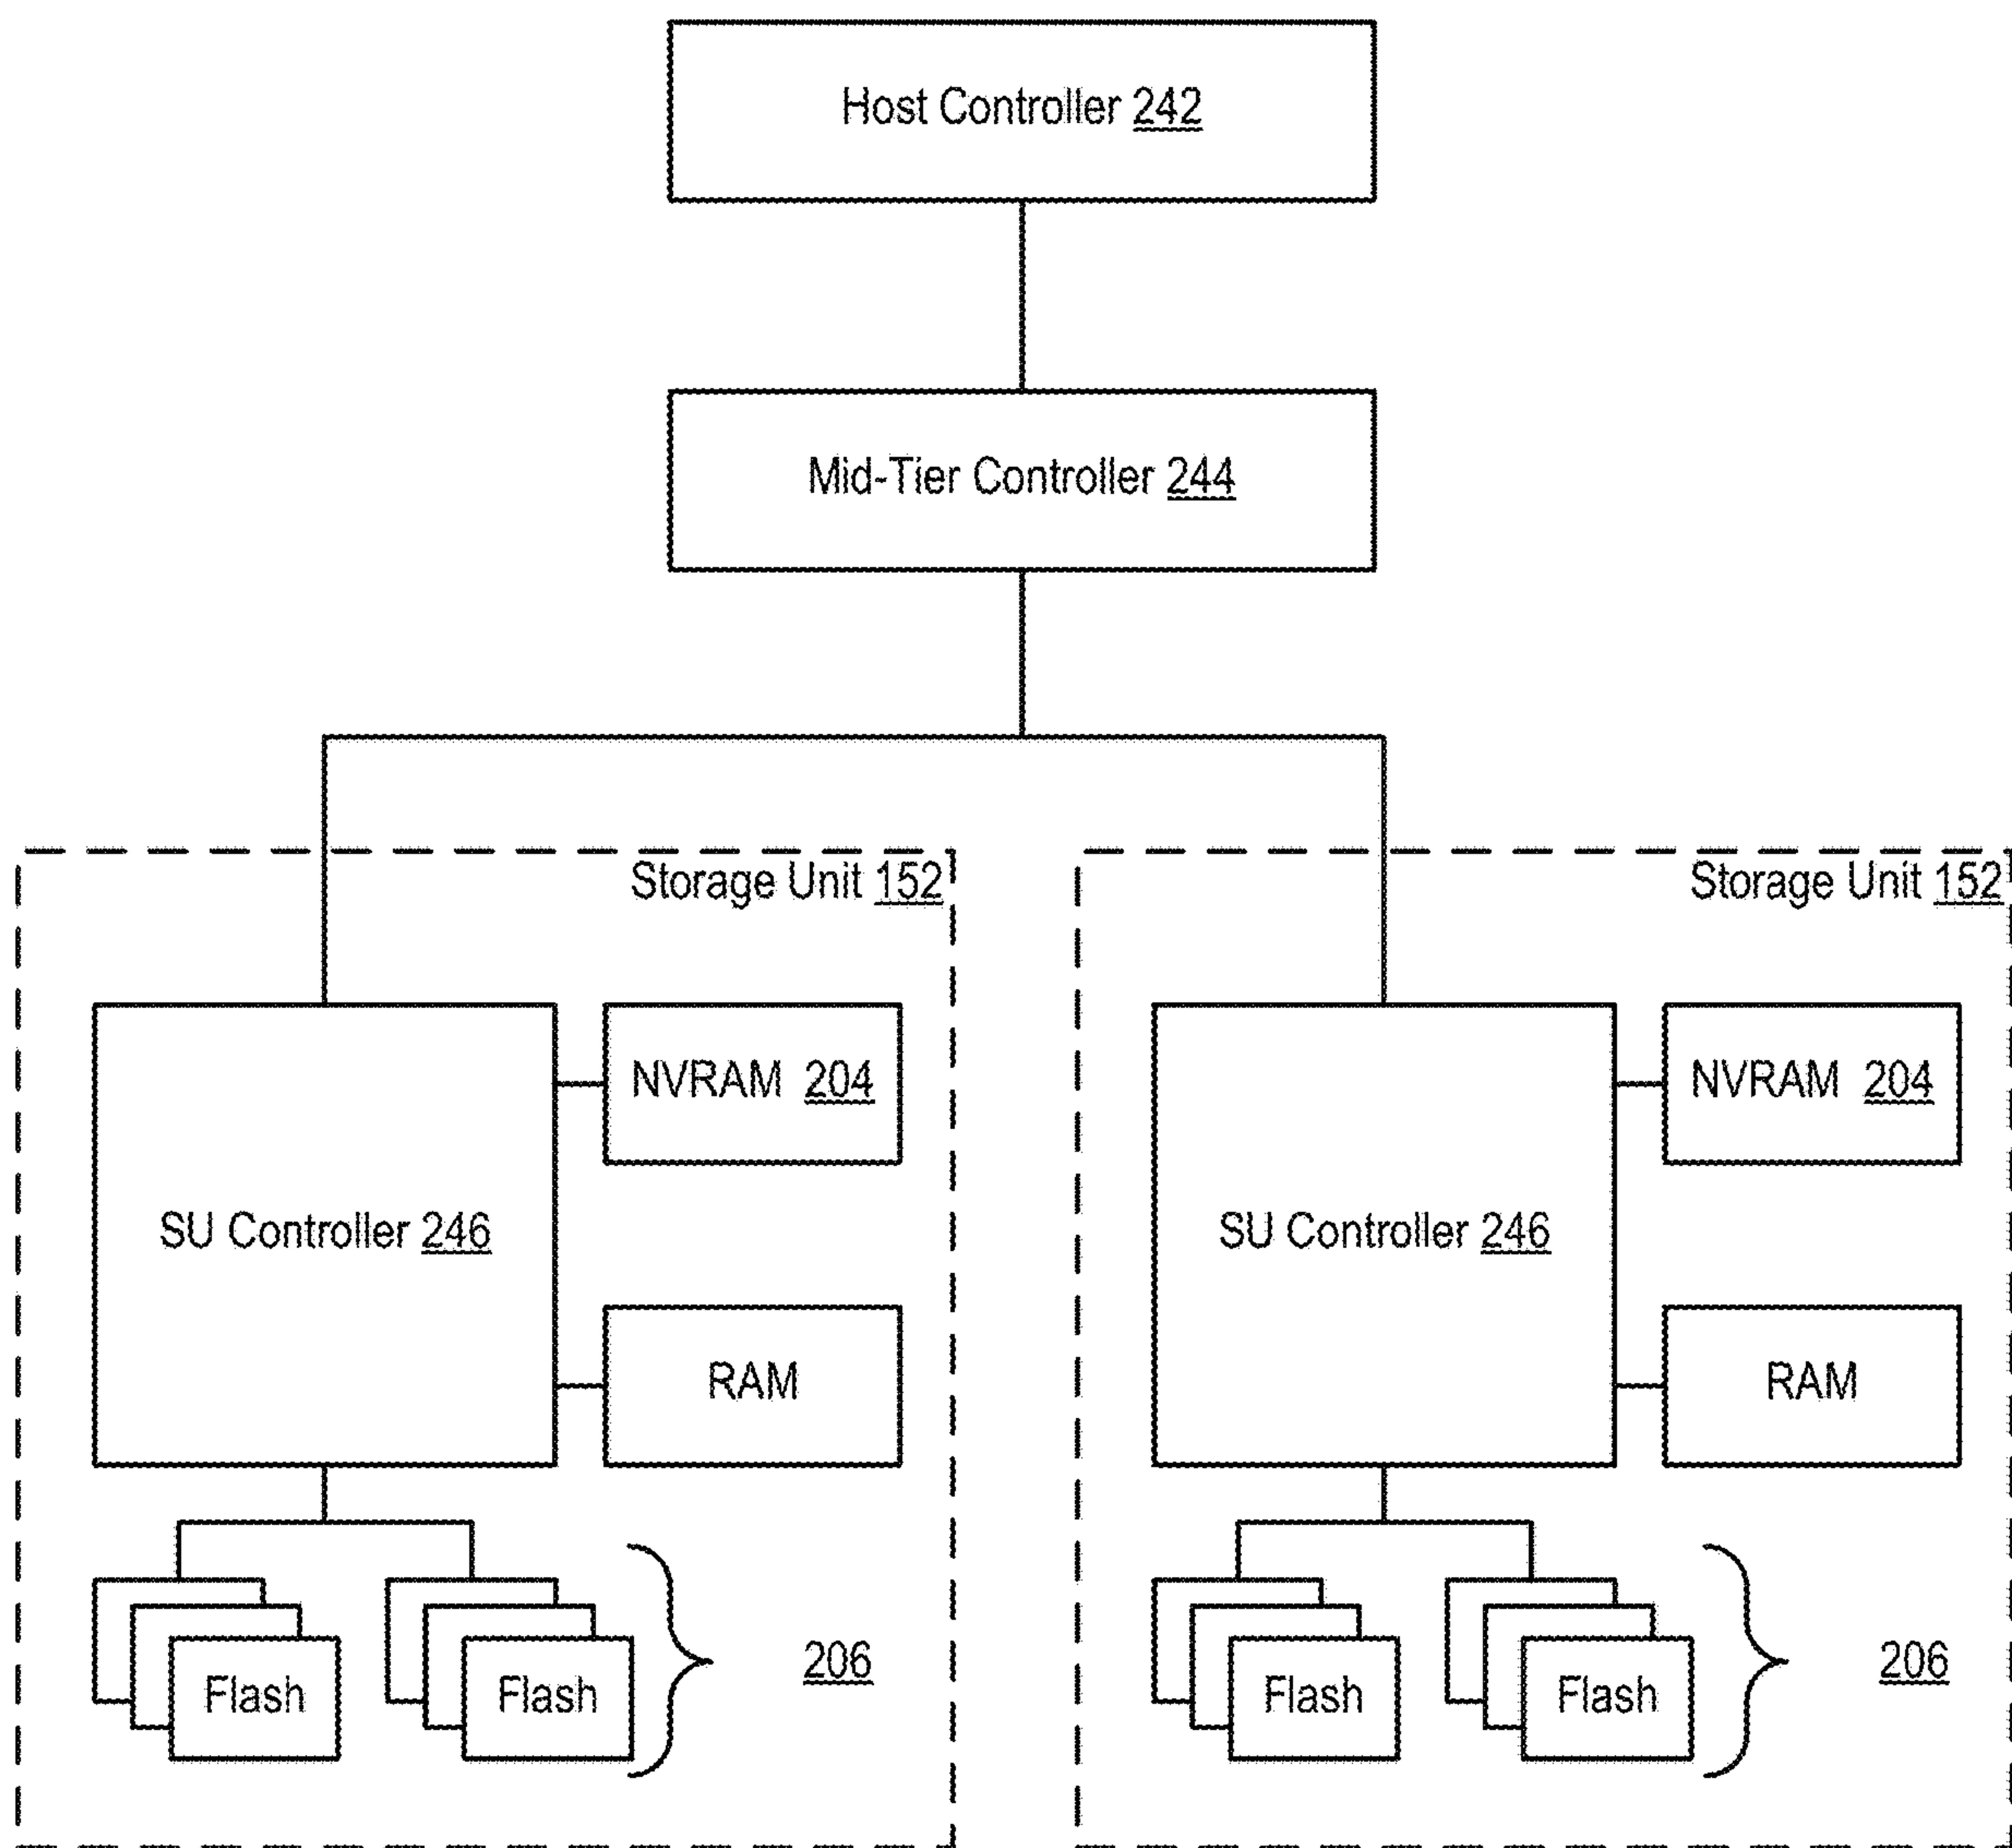 Host Controller 242
Mid-Tier Controller 244
Storage Unit 152
NVRAM 204
SU Controller 246
RAM
Flash
Flash
206
Storage Unit 152
NVRAM 204
SU Controller 246
RAM
Flash
Flash
206